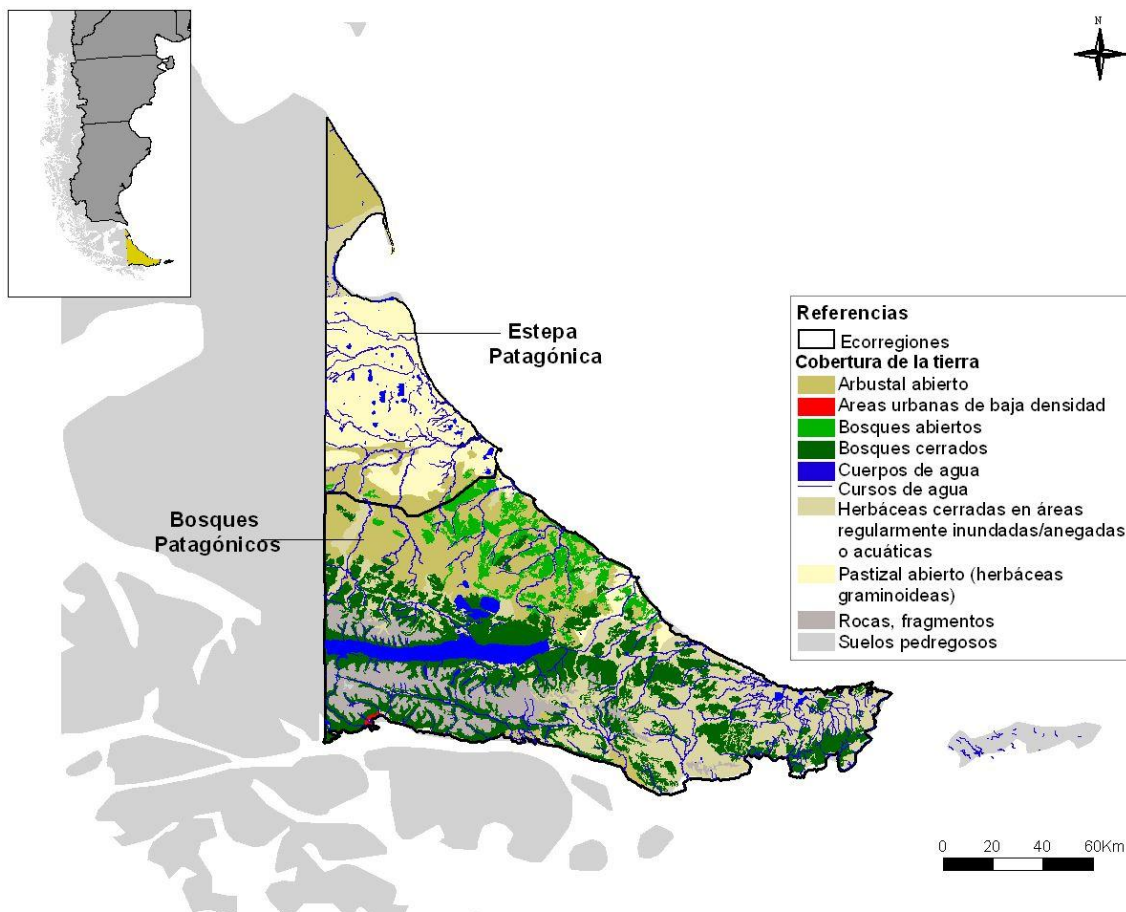 N
Estepa
Patagónica
Bosques
Patagónicos
Referencias
Ecorregiones
Cobertura de la tierra
Arbustal abierto
Areas urbanas de baja densidad
Bosques abiertos
Bosques cerrados
Cuerpos de agua
Cursos de agua
Herbáceas cerradas en áreas
regularmente inundadas/anegadas
o acuáticas
Pastizal abierto (herbáceas
graminoideas)
Rocas, fragmentos
Suelos pedregosos
0 20 40 60Km